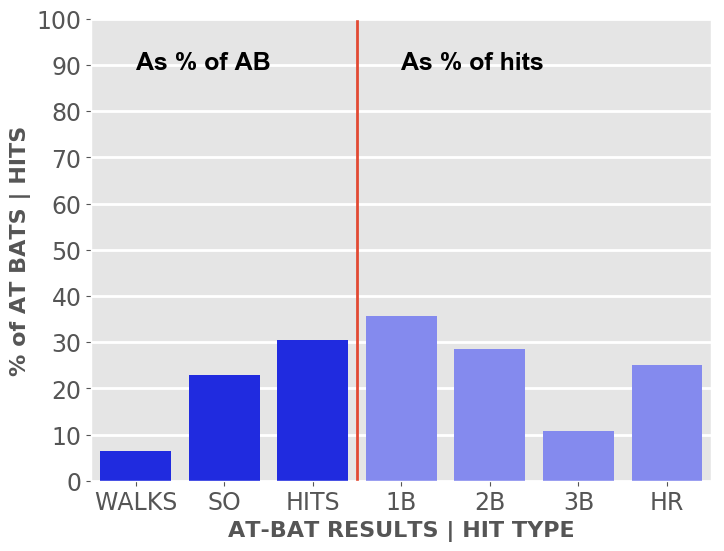 As % of AB
As % of hits
% of AT BATS | HITS
100
90
80
70
60
50
40
30
20
10
0
WALKS SO HITS 1B 2B 3B HR
AT-BAT RESULTS | HIT TYPE